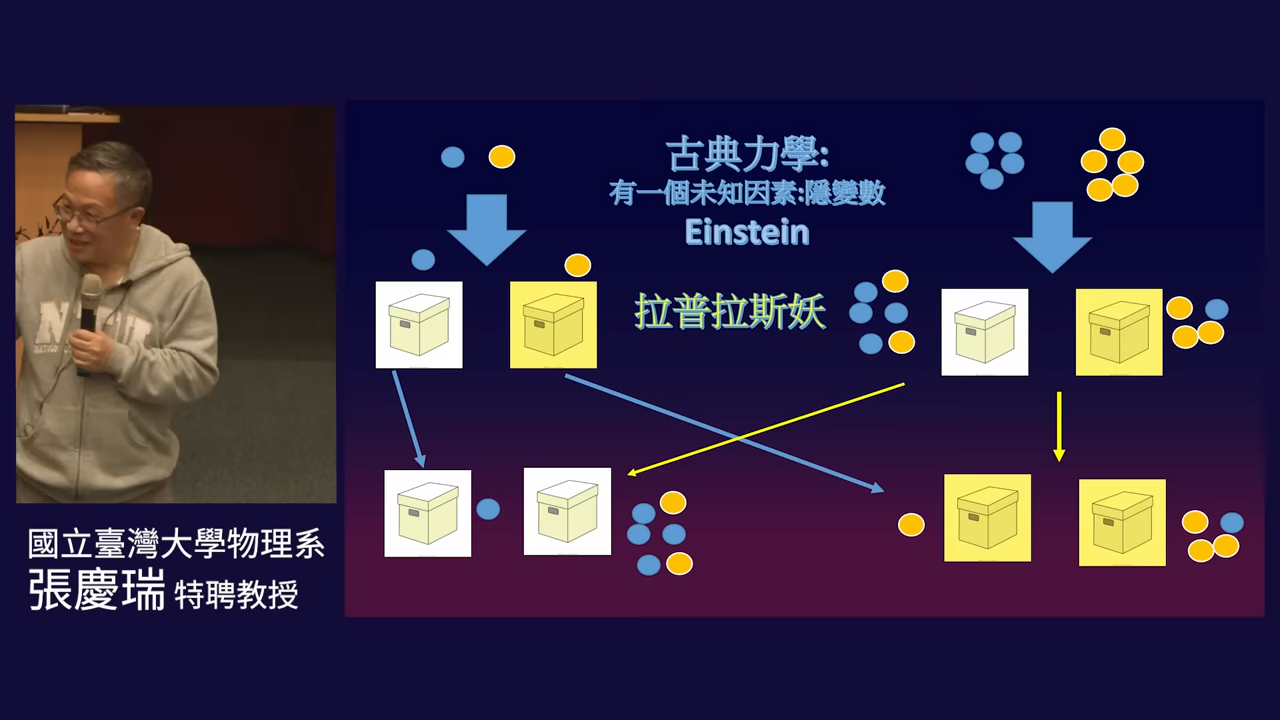 古典力學:
有一個未知因素:隱變數
Einstein
拉普拉斯妖
國立臺灣大學物理系
張慶瑞 特聘教授